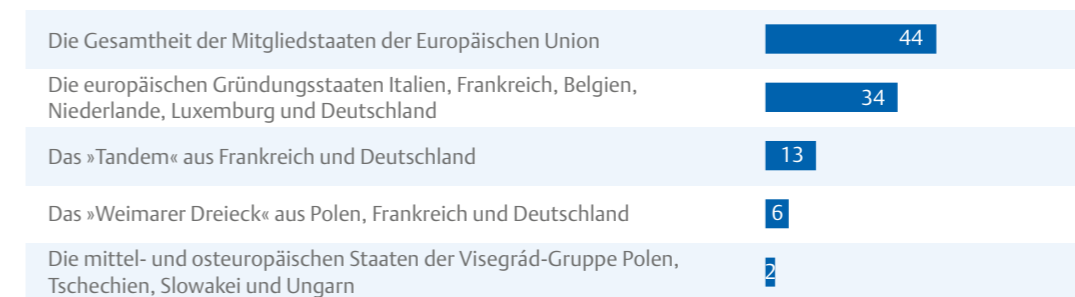 Die Gesamtheit der Mitgliedstaaten der Europäischen Union 44
Die europäischen Gründungsstaaten Italien, Frankreich, Belgien,
Niederlande, Luxemburg und Deutschland 34
Das »Tandem« aus Frankreich und Deutschland 13
Das »Weimarer Dreieck« aus Polen, Frankreich und Deutschland 6
Die mittel- und osteuropäischen Staaten der Visegrád-Gruppe Polen,
Tschechien, Slowakei und Ungarn 2